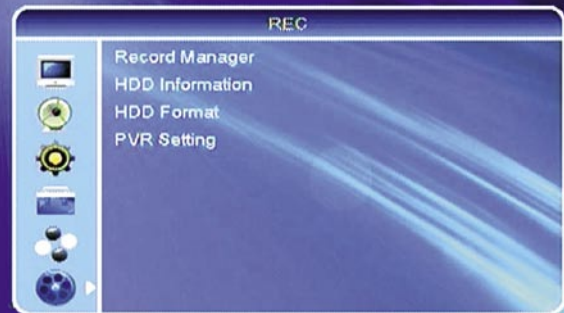 REC
Record Manager
HDD Information
HDD Format
PVR Setting